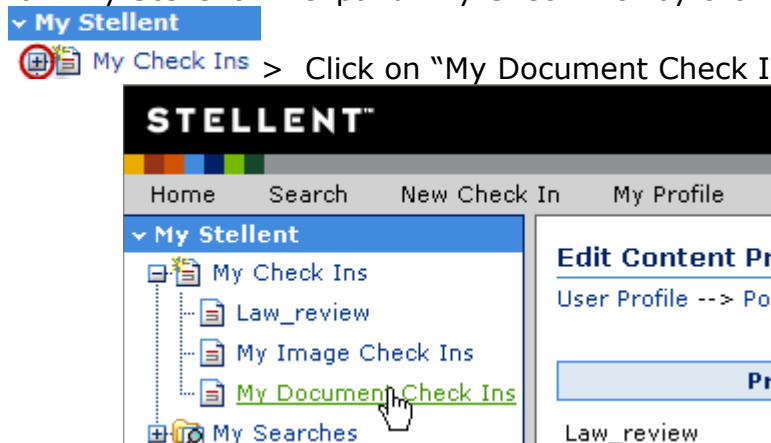 My Stellent
My Check Ins > Click on “My Document Check I
STELLENT™
Home Search New Check In My Profile
My Stellent
My Check Ins
Law_review
My Image Check Ins
My Document Check Ins
My Searches
Edit Content Pr
User Profile --> Po
Pr
Law_review